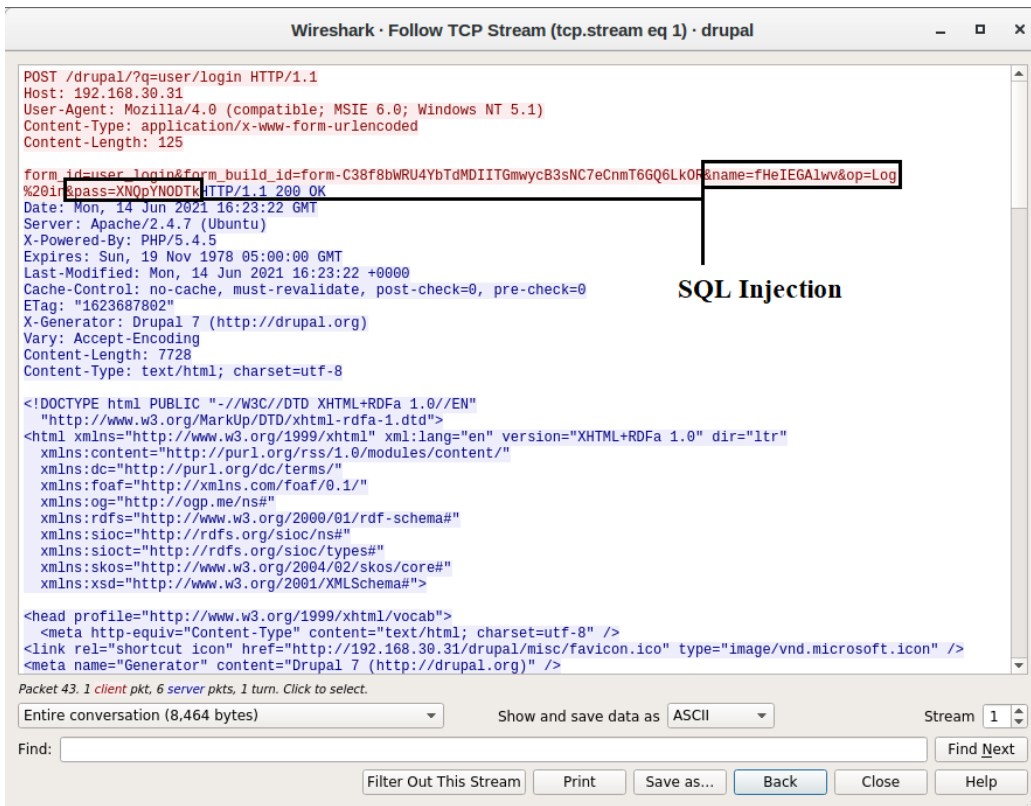 Wireshark · Follow TCP Stream (tcp.stream eq 1) · drupal
POST /drupal/?q=user/login HTTP/1.1
Host: 192.168.30.31
User-Agent: Mozilla/4.0 (compatible; MSIE 6.0; Windows NT 5.1)
Content-Type: application/x-www-form-urlencoded
Content-Length: 125
form_id=user_login&form_build_id=form-C38f8bWRU4YbTdMDIITGmwycB3sNC7eCnmT6GQ6LkOR&name=fHeIEGAlwv&op=Log
%20in&pass=XNQpYNODTkHTTP/1.1 200 OK
Date: Mon, 14 Jun 2021 16:23:22 GMT
Server: Apache/2.4.7 (Ubuntu)
X-Powered-By: PHP/5.4.5
Expires: Sun, 19 Nov 1978 05:00:00 GMT
Last-Modified: Mon, 14 Jun 2021 16:23:22 +0000
Cache-Control: no-cache, must-revalidate, post-check=0, pre-check=0
SQL Injection
ETag: "1623687802"
X-Generator: Drupal 7 (http://drupal.org)
Vary: Accept-Encoding
Content-Length: 7728
Content-Type: text/html; charset=utf-8
<!DOCTYPE html PUBLIC "-//W3C//DTD XHTML+RDFa 1.0//EN"
"http://www.w3.org/MarkUp/DTD/xhtml-rdfa-1.dtd">
<html xmlns="http://www.w3.org/1999/xhtml" xml:lang="en" version="XHTML+RDFa 1.0" dir="ltr"
xmlns:content="http://purl.org/rss/1.0/modules/content/"
xmlns:dc="http://purl.org/dc/terms/"
xmlns:foaf="http://xmlns.com/foaf/0.1/"
xmlns:og="http://ogp.me/ns#"
xmlns:rdfs="http://www.w3.org/2000/01/rdf-schema#"
xmlns:sioc="http://rdfs.org/sioc/ns#"
xmlns:sioct="http://rdfs.org/sioc/types#"
xmlns:skos="http://www.w3.org/2004/02/skos/core#"
xmlns:xsd="http://www.w3.org/2001/XMLSchema#">
<head profile="http://www.w3.org/1999/xhtml/vocab">
<meta http-equiv="Content-Type" content="text/html; charset=utf-8" />
<link rel="shortcut icon" href="http://192.168.30.31/drupal/misc/favicon.ico" type="image/vnd.microsoft.icon" />
<meta name="Generator" content="Drupal 7 (http://drupal.org)" />
Packet 43. 1 client pkt, 6 server pkts, 1 turn. Click to select.
Entire conversation (8,464 bytes) Show and save data as ASCII Stream 1
Find: Find Next
Filter Out This Stream Print Save as... Back Close Help